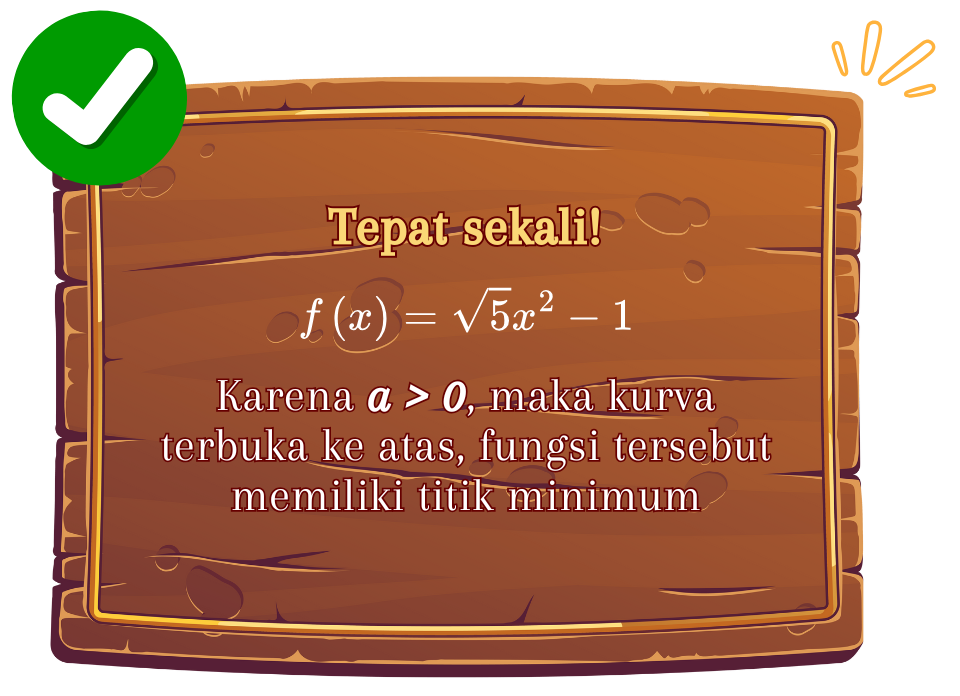 Tepat sekali!
f (x) = √5x² − 1
Karena a > 0, maka kurva
terbuka ke atas, fungsi tersebut
memiliki titik minimum